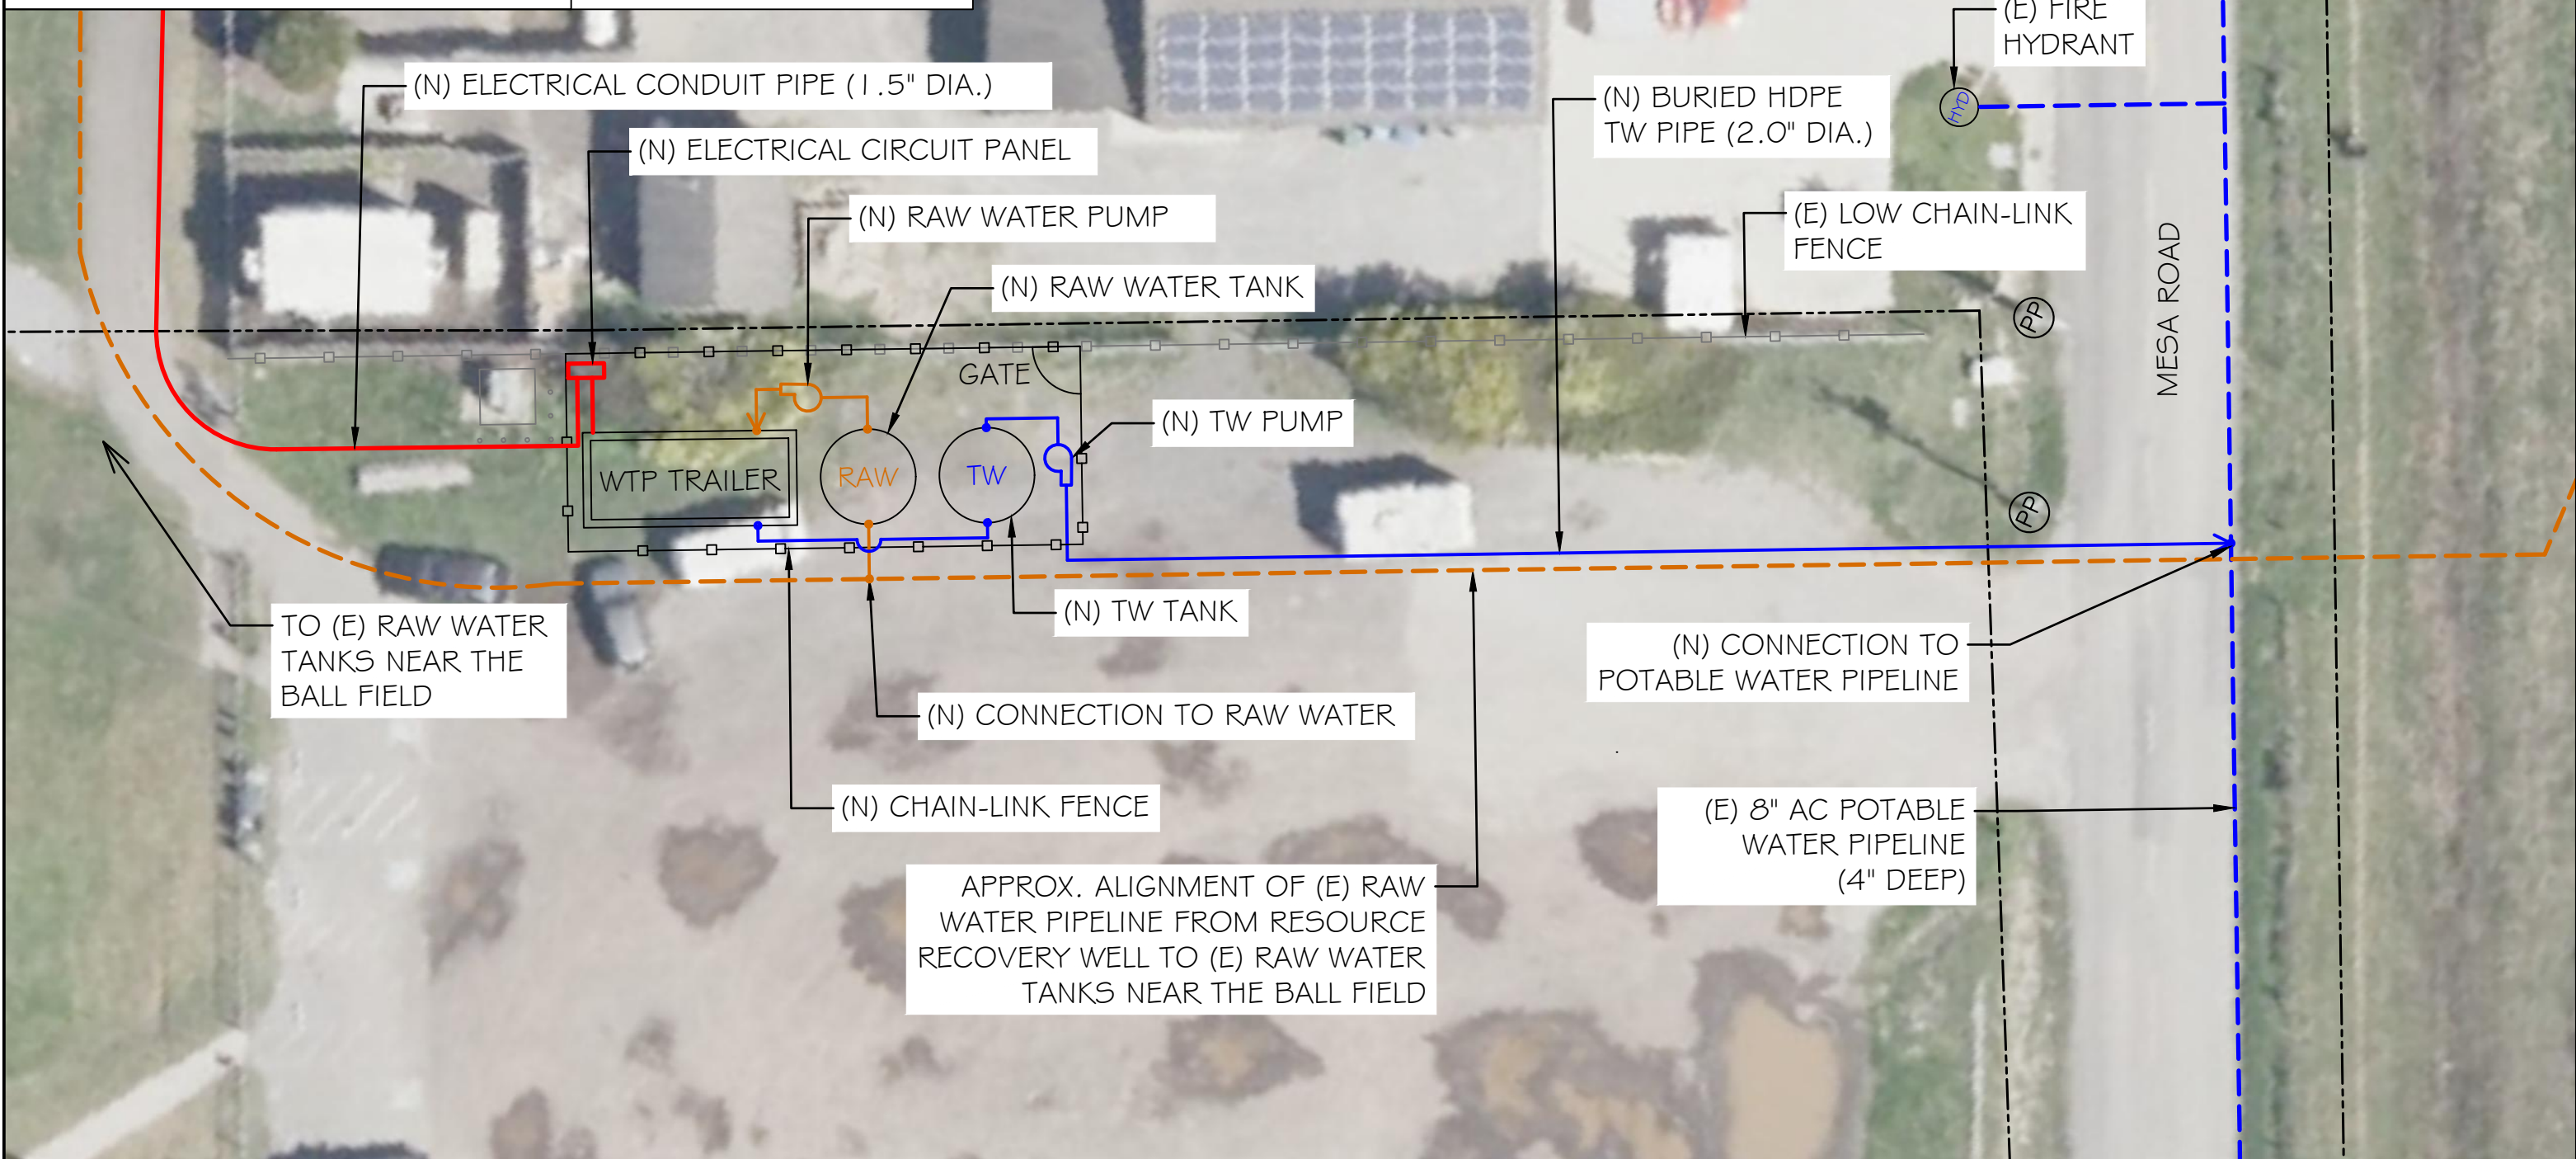 (E) FIRE
HYDRANT
(N) ELECTRICAL CONDUIT PIPE (1.5" DIA.)
(N) BURIED HDPE
TW PIPE (2.0" DIA.)
HYD
(N) ELECTRICAL CIRCUIT PANEL
(N) RAW WATER PUMP
(E) LOW CHAIN-LINK
FENCE
MESA ROAD
(N) RAW WATER TANK
PP
GATE
(N) TW PUMP
WTP TRAILER
RAW
TW
PP
TO (E) RAW WATER
TANKS NEAR THE
BALL FIELD
(N) TW TANK
(N) CONNECTION TO
POTABLE WATER PIPELINE
(N) CONNECTION TO RAW WATER
(N) CHAIN-LINK FENCE
(E) 8" AC POTABLE
WATER PIPELINE
(4" DEEP)
APPROX. ALIGNMENT OF (E) RAW
WATER PIPELINE FROM RESOURCE
RECOVERY WELL TO (E) RAW WATER
TANKS NEAR THE BALL FIELD